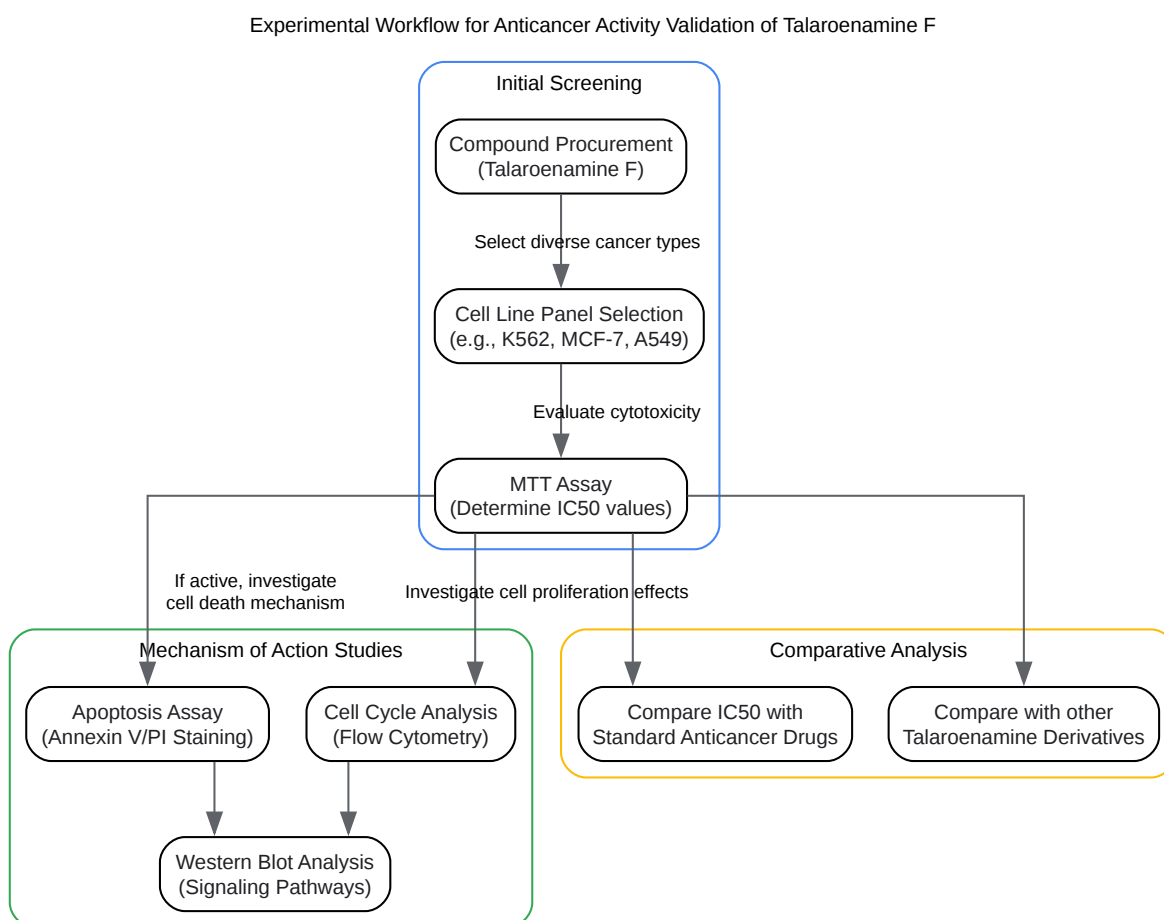 Experimental Workflow for Anticancer Activity Validation of Talaroenamine F
Initial Screening
Compound Procurement
(Talaroenamine F)
Select diverse cancer types
Cell Line Panel Selection
(e.g., K562, MCF-7, A549)
Evaluate cytotoxicity
MTT Assay
(Determine IC50 values)
If active, investigate
cell death mechanism
Investigate cell proliferation effects
Mechanism of Action Studies
Apoptosis Assay
(Annexin V/PI Staining)
Cell Cycle Analysis
(Flow Cytometry)
Western Blot Analysis
(Signaling Pathways)
Comparative Analysis
Compare IC50 with
Standard Anticancer Drugs
Compare with other
Talaroenamine Derivatives